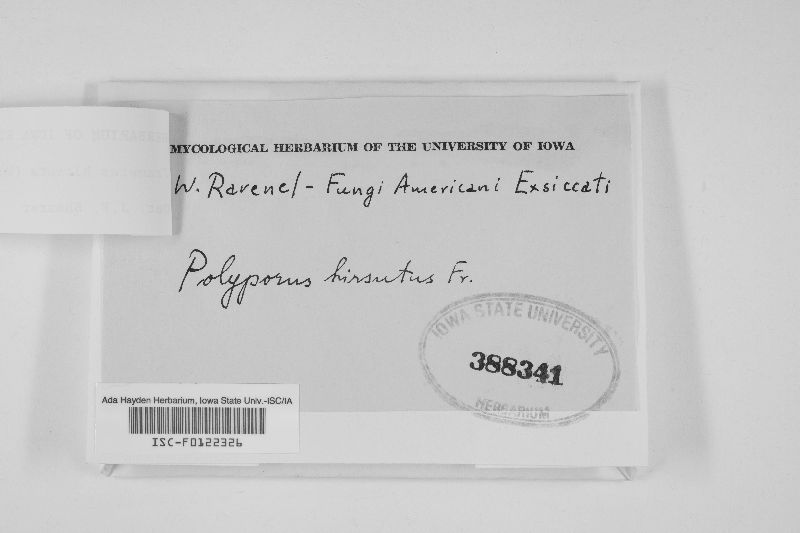 MYCOLOGICAL HERBARIUM OF THE UNIVERSITY OF IOWA
W. Ravenel - Fungi Americani Exsiccati
Polyporus hirsutus Fr.
IOWA STATE UNIVERSITY
388341
HERBARIUM
Ada Hayden Herbarium, Iowa State Univ.-ISC/IA
ISC-F0122326